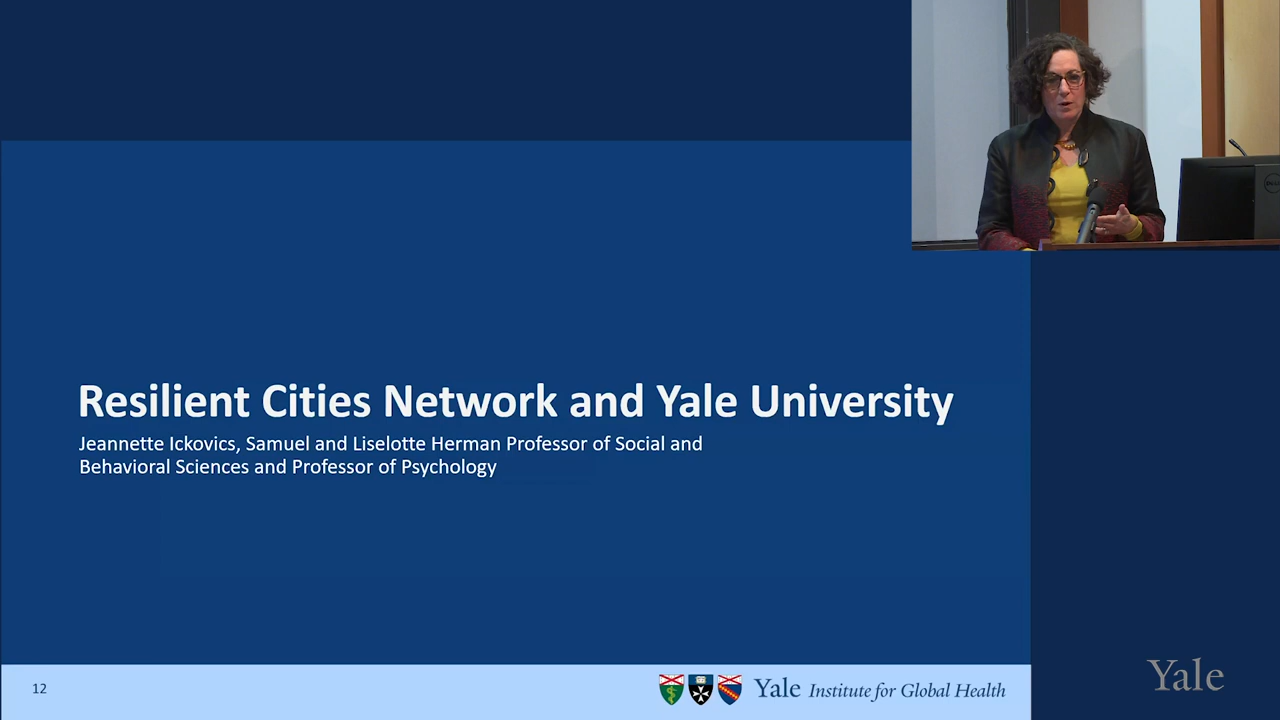 Resilient Cities Network and Yale University
Jeannette Ickovics, Samuel and Liselotte Herman Professor of Social and
Behavioral Sciences and Professor of Psychology
12
Yale Institute for Global Health
Yale
DELL